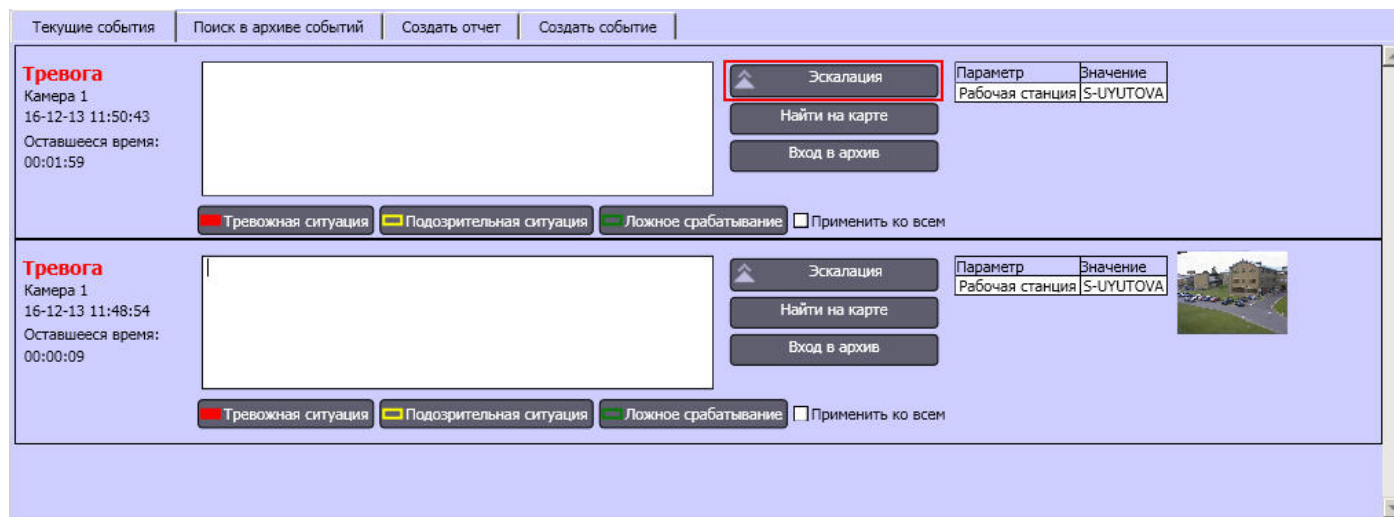 Текущие события Поиск в архиве событий Создать отчет Создать событие
Тревога
Камера 1
16-12-13 11:50:43
Оставшееся время:
00:01:59
Эскалация
Найти на карте
Вход в архив
Параметр Значение
Рабочая станция S-UYUTOVA
Тревожная ситуация Подозрительная ситуация Ложное срабатывание Применить ко всем
Тревога
Камера 1
16-12-13 11:48:54
Оставшееся время:
00:00:09
Эскалация
Найти на карте
Вход в архив
Параметр Значение
Рабочая станция S-UYUTOVA
Тревожная ситуация Подозрительная ситуация Ложное срабатывание Применить ко всем